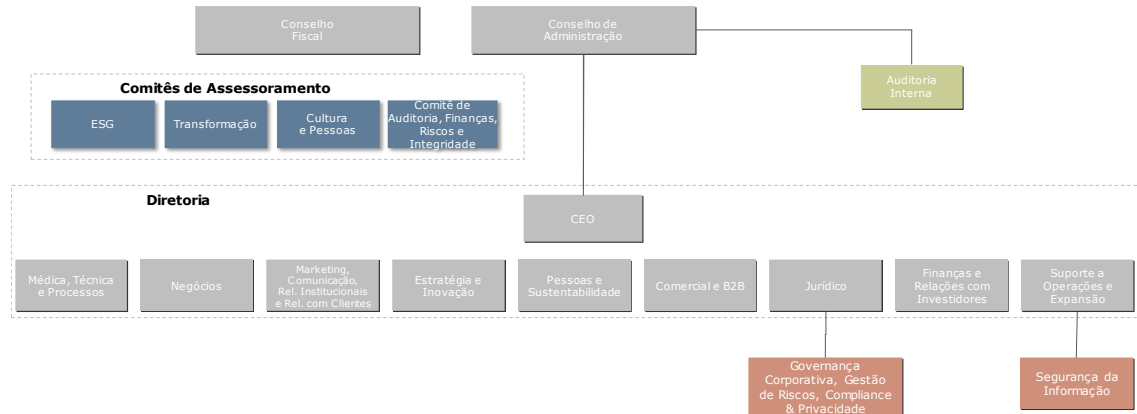 Conselho
Fiscal
Conselho de
Administração
Auditoria
Interna
Comitês de Assessoramento
ESG
Transformação
Cultura
e Pessoas
Comitê de
Auditoria, Finanças,
Riscos e
Integridade
Diretoria
CEO
Médica, Técnica
e Processos
Negócios
Marketing,
Comunicação,
Rel. Institucionais
e Rel. com Clientes
Estratégia e
Inovação
Pessoas e
Sustentabilidade
Comercial e B2B
Jurídico
Finanças e
Relações com
Investidores
Suporte a
Operações e
Expansão
Governança
Corporativa, Gestão
de Riscos, Compliance
& Privacidade
Segurança da
Informação